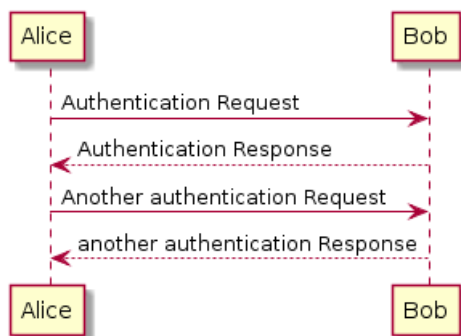 Alice Bob
Authentication Request
Authentication Response
Another authentication Request
another authentication Response
Alice Bob